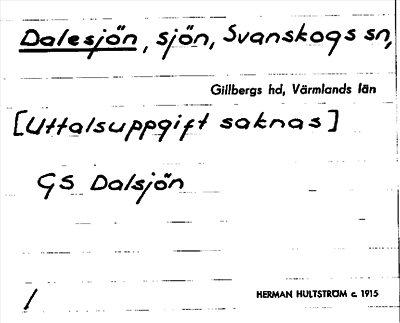 Dalesjön, sjön, Svanskogs sn,
Gillbergs hd, Värmlands län
[Uttalsuppgift saknas]
GS Dalsjön
/
HERMAN HULTSTRÖM c. 1915